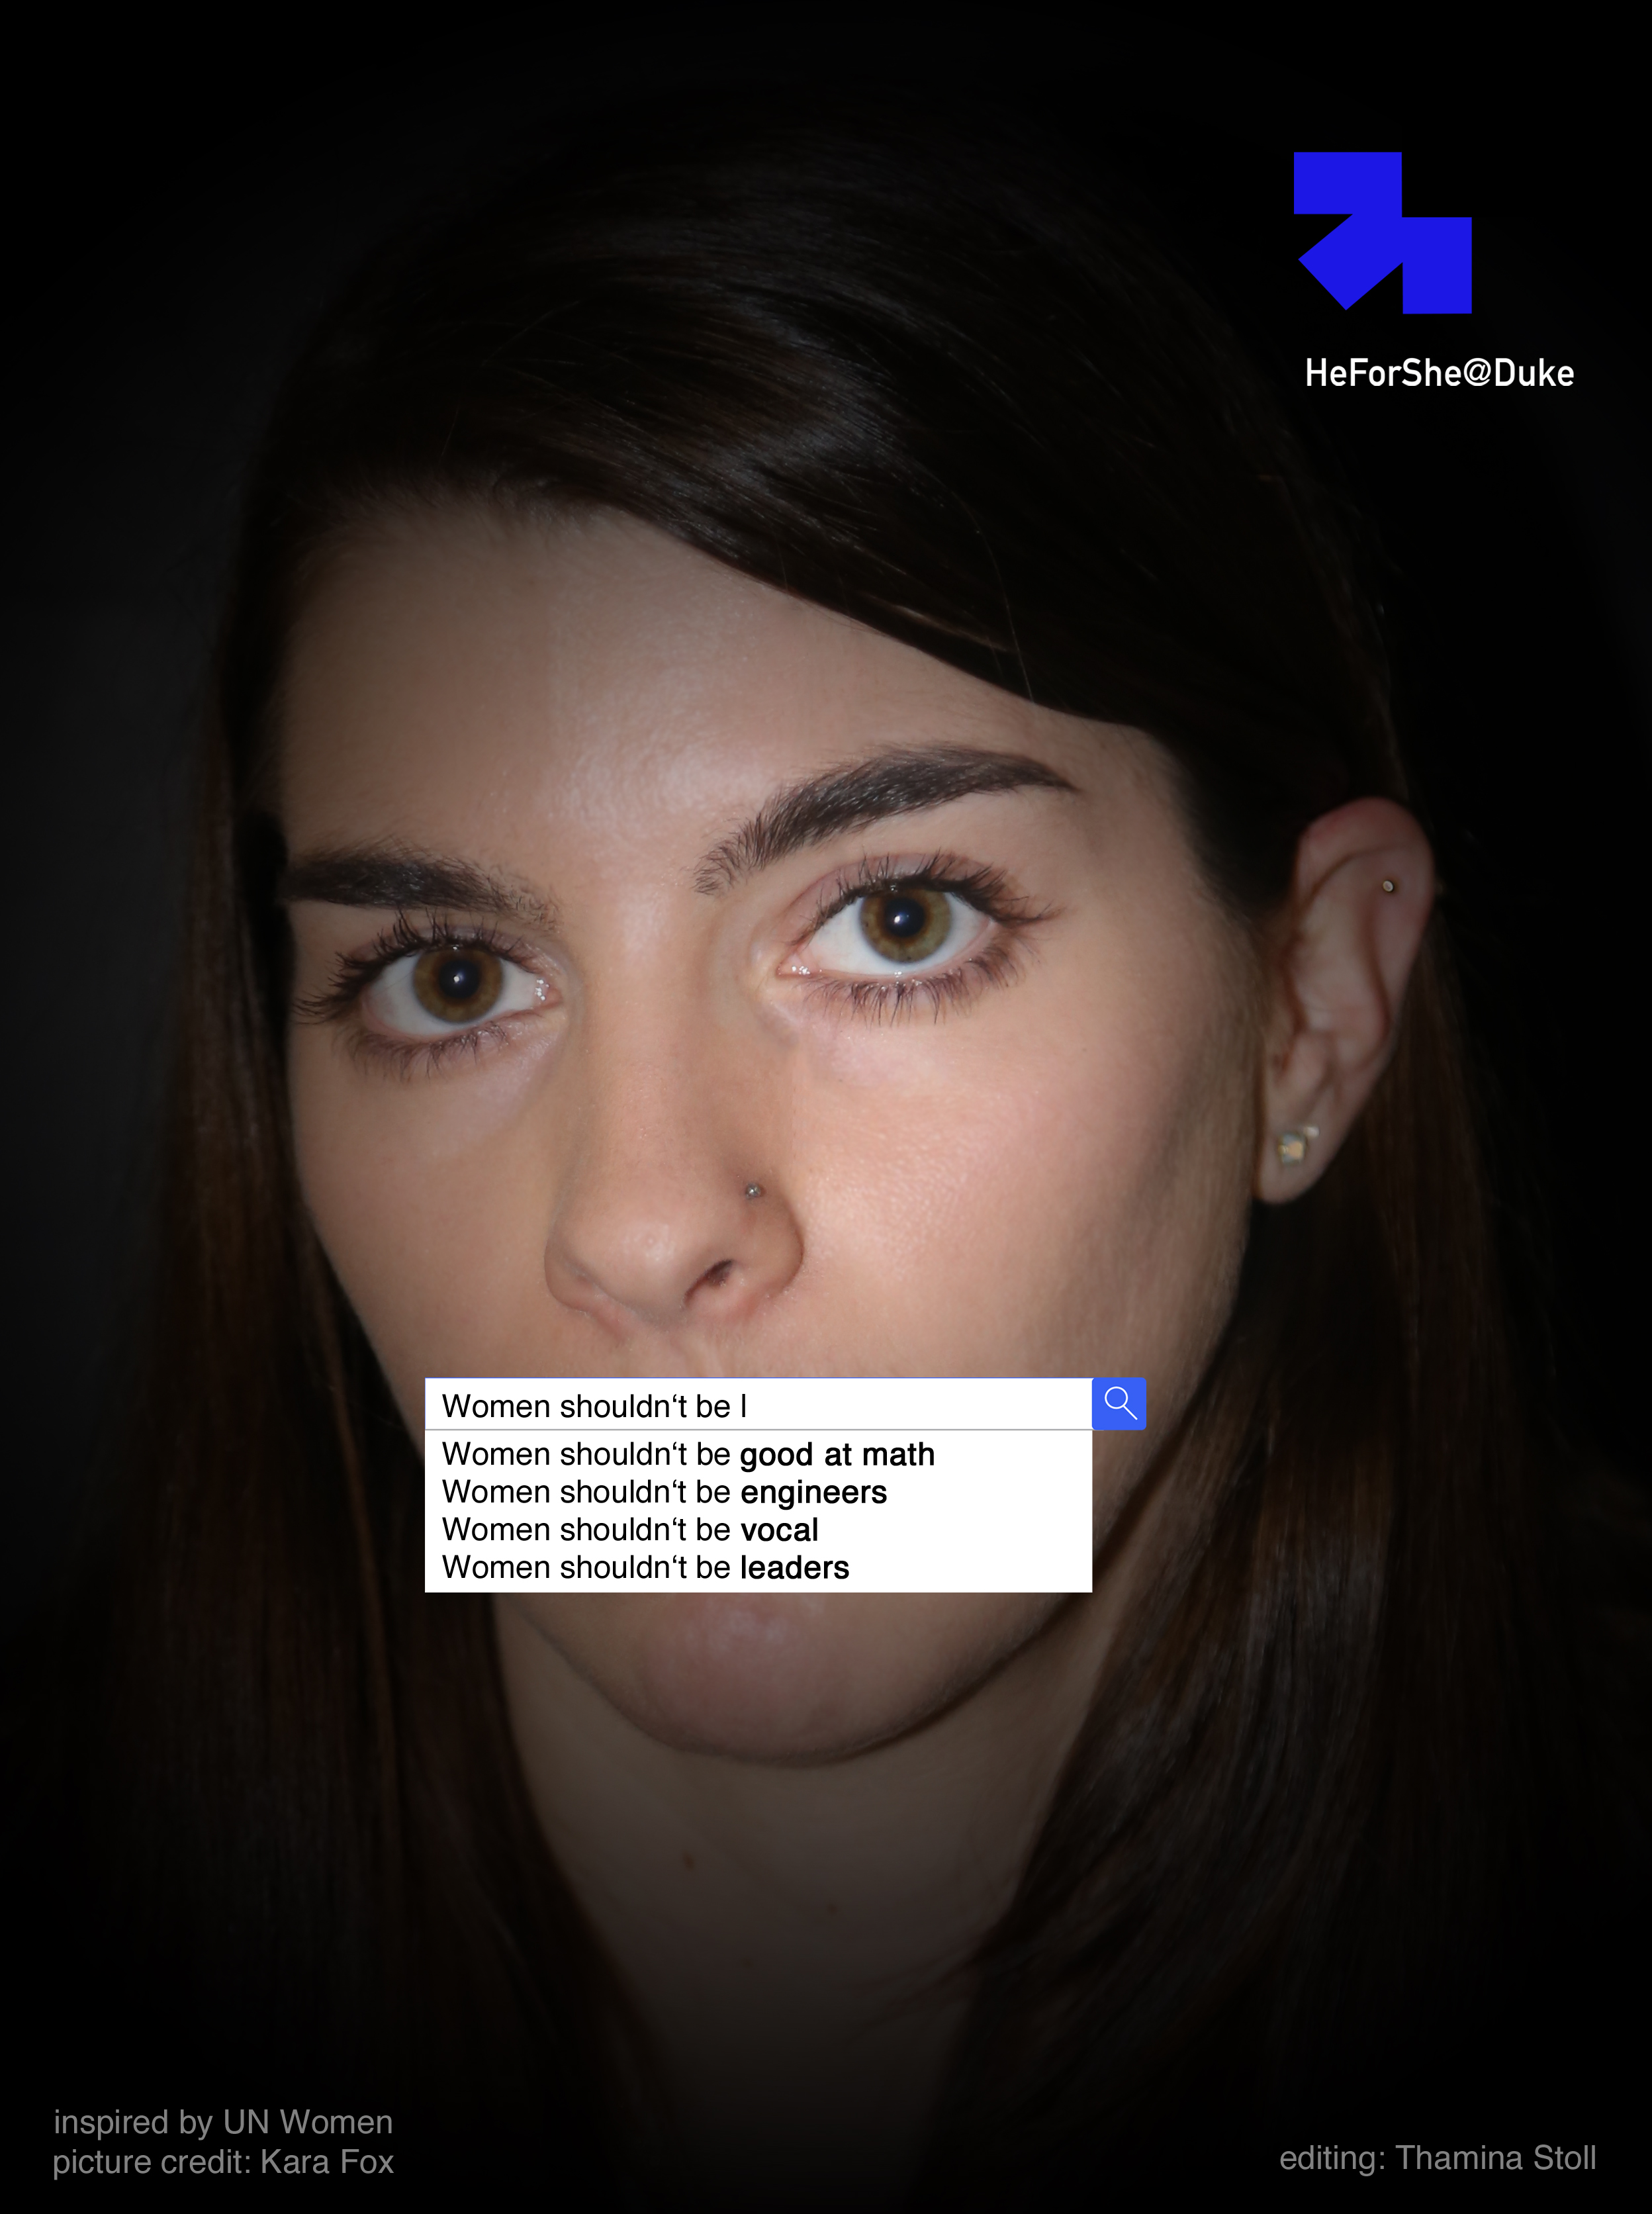 HeForShe@Duke
Women shouldn‘t be l
Women shouldn‘t be good at math
Women shouldn‘t be engineers
Women shouldn‘t be vocal
Women shouldn‘t be leaders
inspired by UN Women
picture credit: Kara Fox
editing: Thamina Stoll